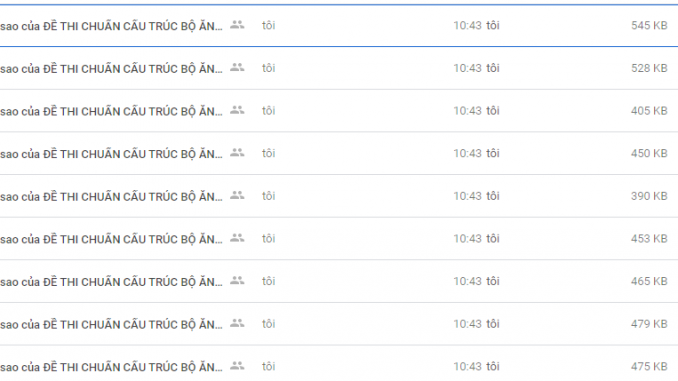 sao của ĐỀ THI CHUẨN CẤU TRÚC BỘ ĂN... tôi 10:43 tôi 545 KB
sao của ĐỀ THI CHUẨN CẤU TRÚC BỘ ĂN... tôi 10:43 tôi 528 KB
sao của ĐỀ THI CHUẨN CẤU TRÚC BỘ ĂN... tôi 10:43 tôi 405 KB
sao của ĐỀ THI CHUẨN CẤU TRÚC BỘ ĂN... tôi 10:43 tôi 450 KB
sao của ĐỀ THI CHUẨN CẤU TRÚC BỘ ĂN... tôi 10:43 tôi 390 KB
sao của ĐỀ THI CHUẨN CẤU TRÚC BỘ ĂN... tôi 10:43 tôi 453 KB
sao của ĐỀ THI CHUẨN CẤU TRÚC BỘ ĂN... tôi 10:43 tôi 465 KB
sao của ĐỀ THI CHUẨN CẤU TRÚC BỘ ĂN... tôi 10:43 tôi 479 KB
sao của ĐỀ THI CHUẨN CẤU TRÚC BỘ ĂN... tôi 10:43 tôi 475 KB